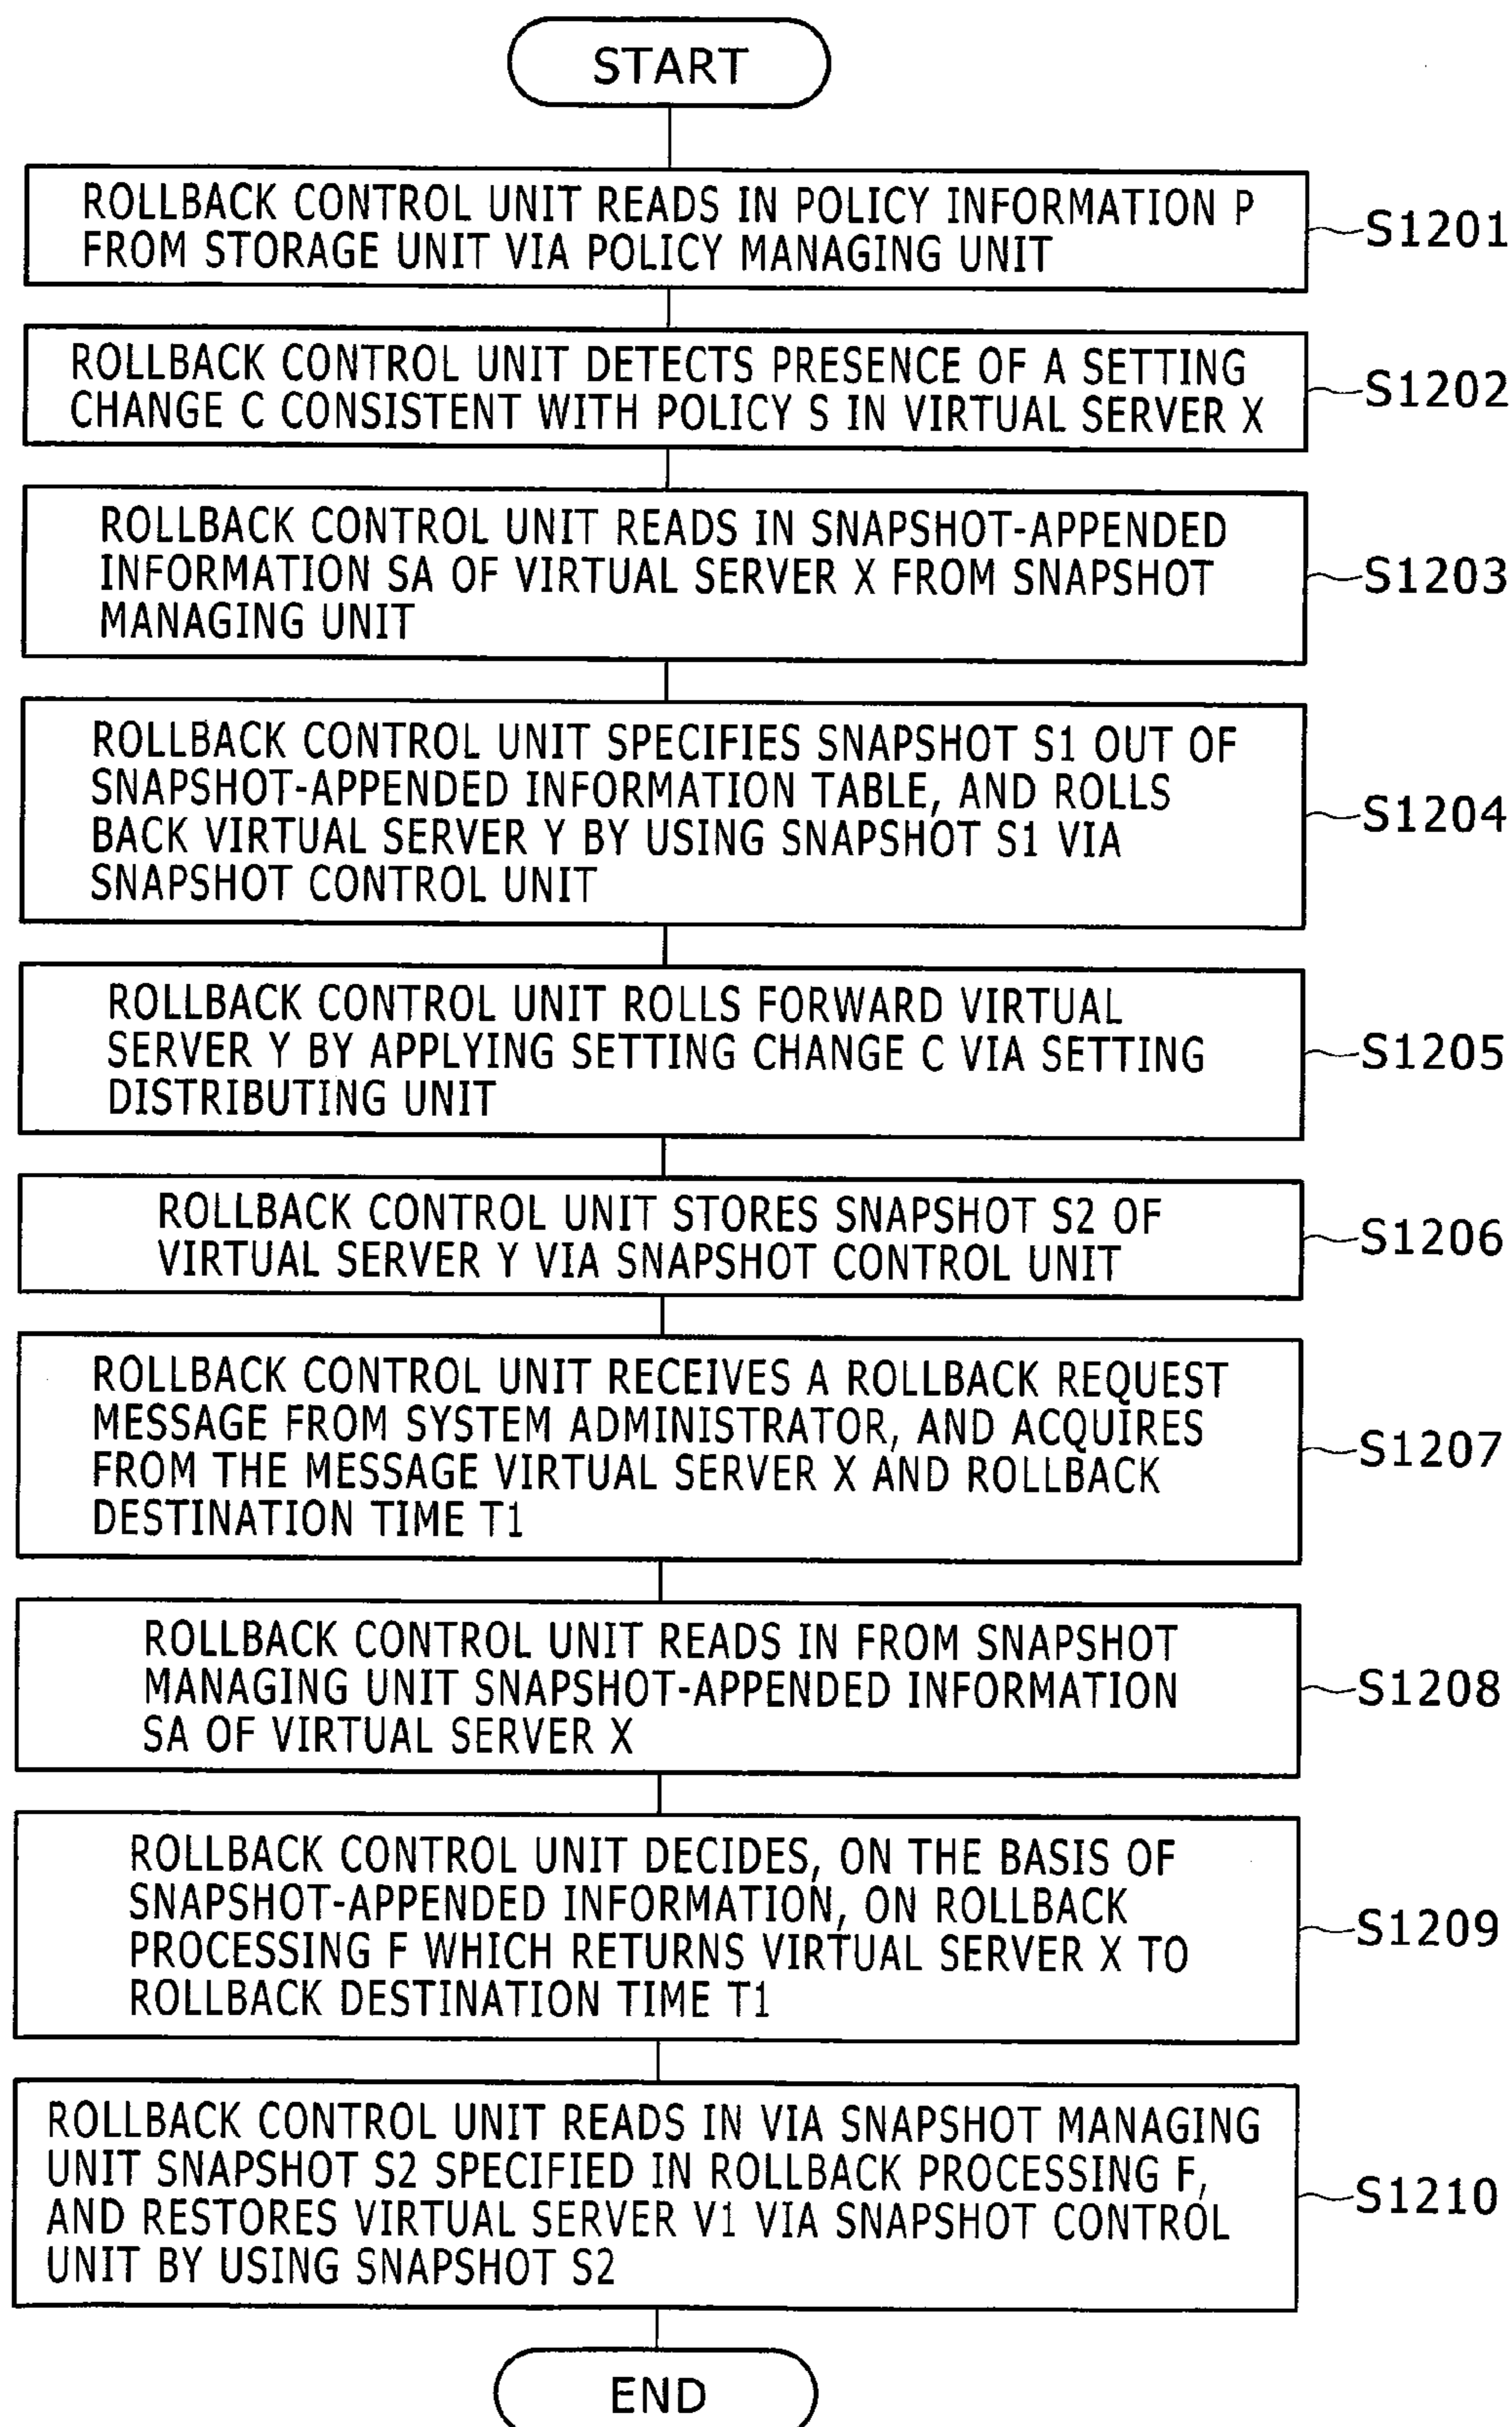 START
ROLLBACK CONTROL UNIT READS IN POLICY INFORMATION P
FROM STORAGE UNIT VIA POLICY MANAGING UNIT
S1201
ROLLBACK CONTROL UNIT DETECTS PRESENCE OF A SETTING
CHANGE C CONSISTENT WITH POLICY S IN VIRTUAL SERVER X
S1202
ROLLBACK CONTROL UNIT READS IN SNAPSHOT-APPENDED
INFORMATION SA OF VIRTUAL SERVER X FROM SNAPSHOT
MANAGING UNIT
S1203
ROLLBACK CONTROL UNIT SPECIFIES SNAPSHOT S1 OUT OF
SNAPSHOT-APPENDED INFORMATION TABLE, AND ROLLS
BACK VIRTUAL SERVER Y BY USING SNAPSHOT S1 VIA
SNAPSHOT CONTROL UNIT
S1204
ROLLBACK CONTROL UNIT ROLLS FORWARD VIRTUAL
SERVER Y BY APPLYING SETTING CHANGE C VIA SETTING
DISTRIBUTING UNIT
S1205
ROLLBACK CONTROL UNIT STORES SNAPSHOT S2 OF
VIRTUAL SERVER Y VIA SNAPSHOT CONTROL UNIT
S1206
ROLLBACK CONTROL UNIT RECEIVES A ROLLBACK REQUEST
MESSAGE FROM SYSTEM ADMINISTRATOR, AND ACQUIRES
FROM THE MESSAGE VIRTUAL SERVER X AND ROLLBACK
DESTINATION TIME T1
S1207
ROLLBACK CONTROL UNIT READS IN FROM SNAPSHOT
MANAGING UNIT SNAPSHOT-APPENDED INFORMATION
SA OF VIRTUAL SERVER X
S1208
ROLLBACK CONTROL UNIT DECIDES, ON THE BASIS OF
SNAPSHOT-APPENDED INFORMATION, ON ROLLBACK
PROCESSING F WHICH RETURNS VIRTUAL SERVER X TO
ROLLBACK DESTINATION TIME T1
S1209
ROLLBACK CONTROL UNIT READS IN VIA SNAPSHOT MANAGING
UNIT SNAPSHOT S2 SPECIFIED IN ROLLBACK PROCESSING F,
AND RESTORES VIRTUAL SERVER V1 VIA SNAPSHOT CONTROL
UNIT BY USING SNAPSHOT S2
S1210
END